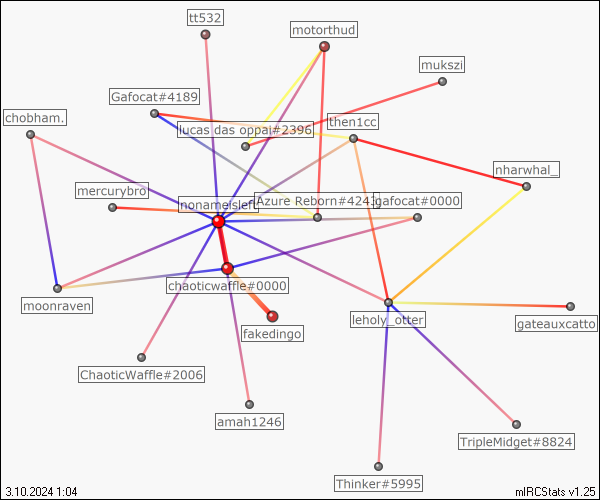 tt532
motorthud
mukszi
Gafocat#4189
chobham.
then1cc
lucas das oppai#2396
nharwhal_
mercurybro
Azure Reborn#4243
gafocat#0000
chaoticwaffle#0000
moonraven
leholy_otter
gateauxcatto
fakedingo
ChaoticWaffle#2006
amah1246
TripleMidget#8824
Thinker#5995
3.10.2024 1:04
mIRCStats v1.25